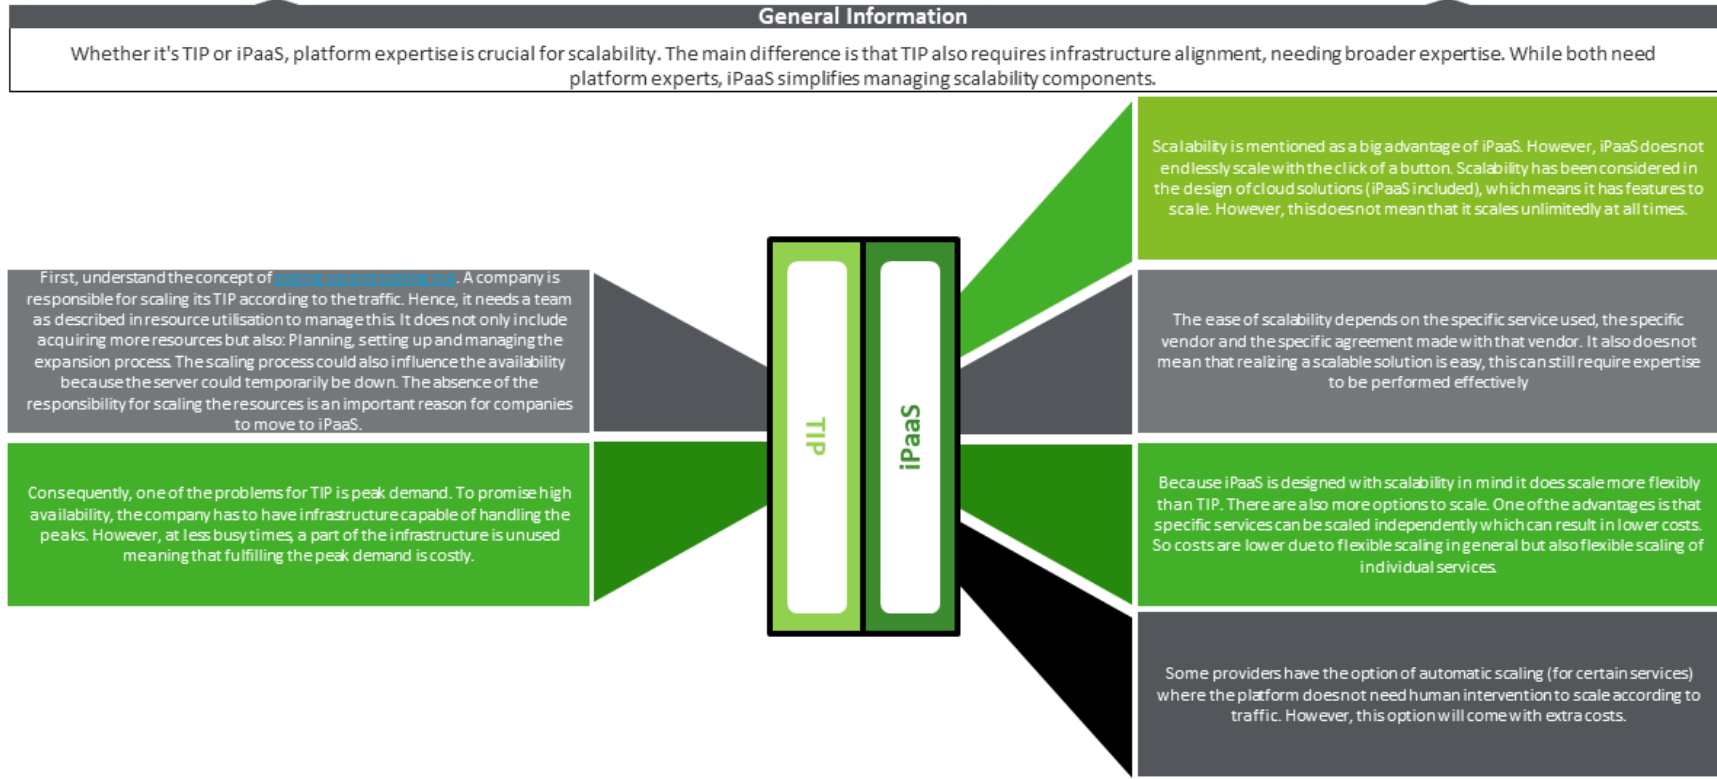 General Information
Whether it's TIP or iPaaS, platform expertise is crucial for scalability. The main difference is that TIP also requires infrastructure alignment, needing broader expertise. While both need
platform experts, iPaaS simplifies managing scalability components.
First, understand the concept of scaling up and scaling out. A company is
responsible for scaling its TIP according to the traffic. Hence, it needs a team
as described in resource utilisation to manage this. It does not only include
acquiring more resources but also: Planning, setting up and managing the
expansion process. The scaling process could also influence the availability
because the server could temporarily be down. The absence of the
responsibility for scaling the resources is an important reason for companies
to move to iPaaS.
Consequently, one of the problems for TIP is peak demand. To promise high
availability, the company has to have infrastructure capable of handling the
peaks. However, at less busy times, a part of the infrastructure is unused
meaning that fulfilling the peak demand is costly.
TIP
iPaaS
Scalability is mentioned as a big advantage of iPaaS. However, iPaaS does not
endlessly scale with the click of a button. Scalability has been considered in
the design of cloud solutions (iPaaS included), which means it has features to
scale. However, this does not mean that it scales unlimitedly at all times.
The ease of scalability depends on the specific service used, the specific
vendor and the specific agreement made with that vendor. It also does not
mean that realizing a scalable solution is easy, this can still require expertise
to be performed effectively
Because iPaaS is designed with scalability in mind it does scale more flexibly
than TIP. There are also more options to scale. One of the advantages is that
specific services can be scaled independently which can result in lower costs.
So costs are lower due to flexible scaling in general but also flexible scaling of
individual services.
Some providers have the option of automatic scaling (for certain services)
where the platform does not need human intervention to scale according to
traffic. However, this option will come with extra costs.